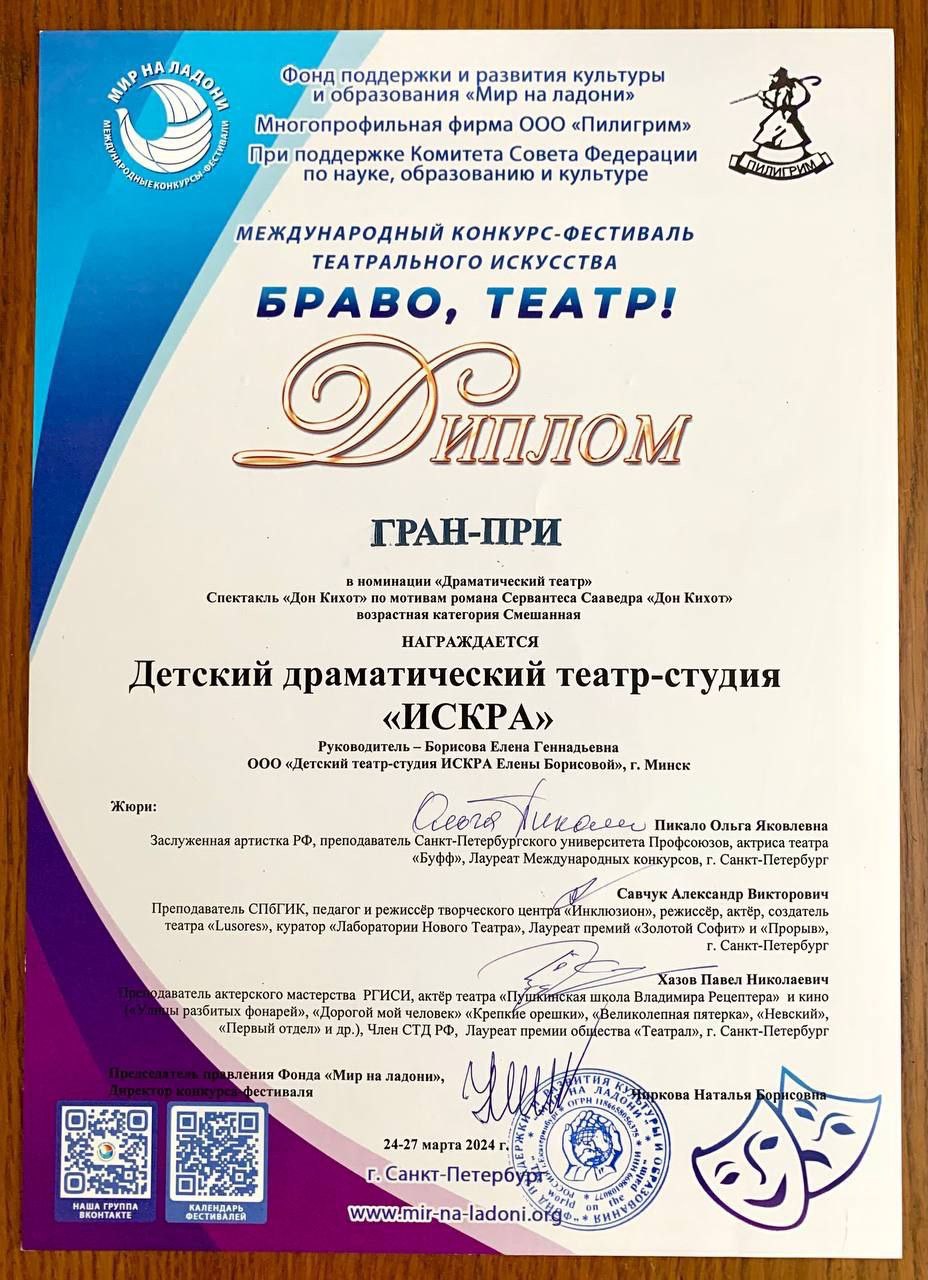 МИР НА ЛАДОНИ
МЕЖДУНАРОДНЫЕ КОНКУРСЫ-ФЕСТИВАЛИ
Фонд поддержки и развития культуры
и образования «Мир на ладони»
Многопрофильная фирма ООО «Пилигрим»
При поддержке Комитета Совета Федерации
по науке, образованию и культуре
ПИЛИГРИМ
МЕЖДУНАРОДНЫЙ КОНКУРС-ФЕСТИВАЛЬ
ТЕАТРАЛЬНОГО ИСКУССТВА
БРАВО, ТЕАТР!
Диплом
ГРАН-ПРИ
в номинации «Драматический театр»
Спектакль «Дон Кихот» по мотивам романа Сервантеса Сааведра «Дон Кихот»
возрастная категория Смешанная
НАГРАЖДАЕТСЯ
Детский драматический театр-студия
«ИСКРА»
Руководитель – Борисова Елена Геннадьевна
ООО «Детский театр-студия ИСКРА Елены Борисовой», г. Минск
Жюри:
Ольга Пикало
Пикало Ольга Яковлевна
Заслуженная артистка РФ, преподаватель Санкт-Петербургского университета Профсоюзов, актриса театра
«Буфф», Лауреат Международных конкурсов, г. Санкт-Петербург
Савчук Александр Викторович
Преподаватель СПбГИК, педагог и режиссёр творческого центра «Инклюзион», режиссёр, актёр, создатель
театра «Lusores», куратор «Лаборатории Нового Театра», Лауреат премий «Золотой Софит» и «Прорыв»,
г. Санкт-Петербург
Хазов Павел Николаевич
Преподаватель актерского мастерства РГИСИ, актёр театра «Пушкинская школа Владимира Рецептера» и кино
(«Улицы разбитых фонарей», «Дорогой мой человек» «Крепкие орешки», «Великолепная пятерка», «Невский»,
«Первый отдел» и др.), Член СТД РФ, Лауреат премии общества «Театрал», г. Санкт-Петербург
Председатель правления Фонда «Мир на ладони»,
Директор конкурса-фестиваля
Чиркова Наталья Борисовна
24-27 марта 2024 г.
г. Санкт-Петербург
www.mir-na-ladoni.org
НАША ГРУППА
ВКОНТАКТЕ
КАЛЕНДАРЬ
ФЕСТИВАЛЕЙ